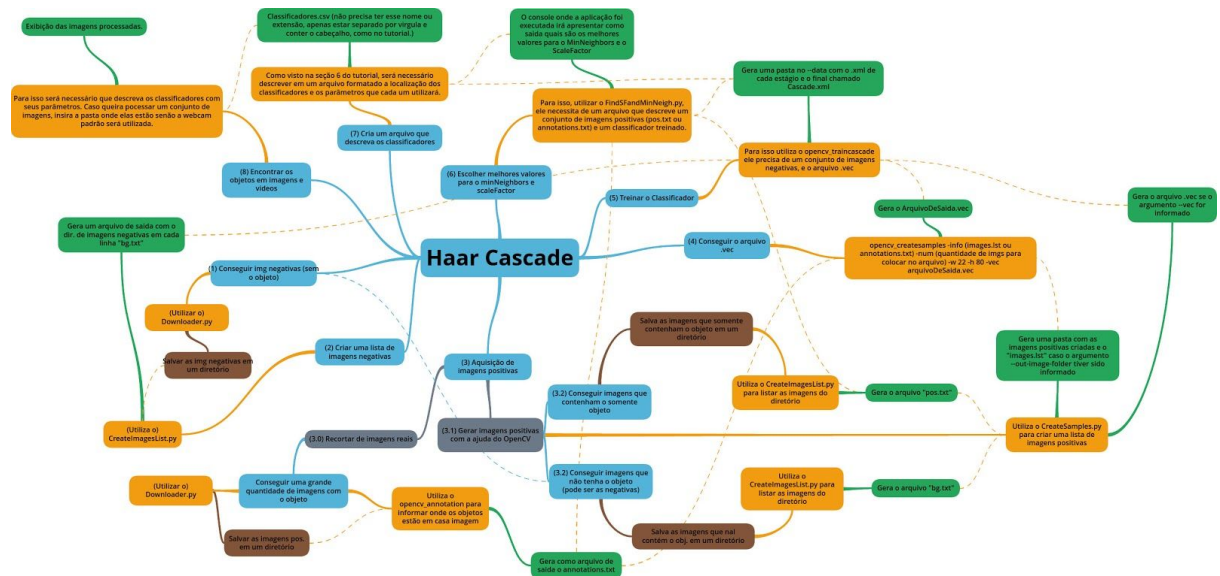 Exibição das imagens processadas.
Para isso será necessário que descreva os classificadores com
seus parâmetros. Caso queira pocessar um conjunto de
imagens, insira a pasta onde elas estão senão a webcam
padrão será utilizada.
(8) Encontrar os
objetos em imagens e
videos
Classificadores.csv (não precisa ter esse nome ou
extensão, apenas estar separado por virgula e
conter o cabeçalho, como no tutorial.)
Como visto na seção 6 do tutorial, será necessário
descrever em um arquivo formatado a localização dos
classificadores e os parâmetros que cada um utilizará.
(7) Cria um arquivo que
descreva os classificadores
O console onde a aplicação foi
executada irá apresentar como
saída quais são os melhores
valores para o MinNeighbors e o
ScaleFactor
Para isso, utilizar o FindSFandMinNeigh.py,
ele necessita de um arquivo que descreve um
conjunto de imagens positivas (pos.txt ou
annotations.txt) e um classificador treinado.
(6) Escolher melhores valores
para o minNeighbors e
scaleFactor
Gera uma pasta no --data com o .xml de
cada estágio e o final chamado
Cascade.xml
Para isso utiliza o opencv_traincascade
ele precisa de um conjunto de imagens
negativas, e o arquivo .vec
(5) Treinar o Classificador
Gera o ArquivoDeSaida.vec
opencv_createsamples -info (images.lst ou
annotations.txt) -num (quantidade de imgs para
colocar no arquivo) -w 22 -h 80 -vec
arquivoDeSaida.vec
(4) Conseguir o arquivo
.vec
Gera o arquivo .vec se o
argumento --vec for
informado
Haar Cascade
Gera um arquivo de saida com o
dir. de imagens negativas em cada
linha "bg.txt"
(1) Conseguir img negativas (sem
o objeto)
(Utilizar o)
Downloader.py
Salvar as img negativas em
um diretório
(2) Criar uma lista de
imagens negativas
(Utiliza o)
CreateImagesList.py
(3) Aquisição de
imagens positivas
(3.0) Recortar de imagens reais
(3.1) Gerar imagens positivas
com a ajuda do OpenCV
Conseguir uma grande
quantidade de imagens com
o objeto
(Utilizar o)
Downloader.py
Salvar as imagens pos.
em um diretório
Utiliza o
opencv_annotation para
informar onde os objetos
estão em casa imagem
Gera como arquivo de
saída o annotations.txt
(3.2) Conseguir imagens que
contenham o somente
objeto
Salva as imagens que somente
contenham o objeto em um
diretório
Utiliza o CreateImagesList.py
para listar as imagens do
diretório
Gera o arquivo "pos.txt"
(3.2) Conseguir imagens que
não tenha o objeto
(pode ser as negativas)
Salva as imagens que nai
contém o obj. em um diretório
Utiliza o
CreateImagesList.py para
listar as imagens do
diretório
Gera o arquivo "bg.txt"
Gera uma pasta com as
imagens positivas criadas e o
"images.lst" caso o argumento
--out-image-folder tiver sido
informado
Utiliza o CreateSamples.py
para criar uma lista de
imagens positivas